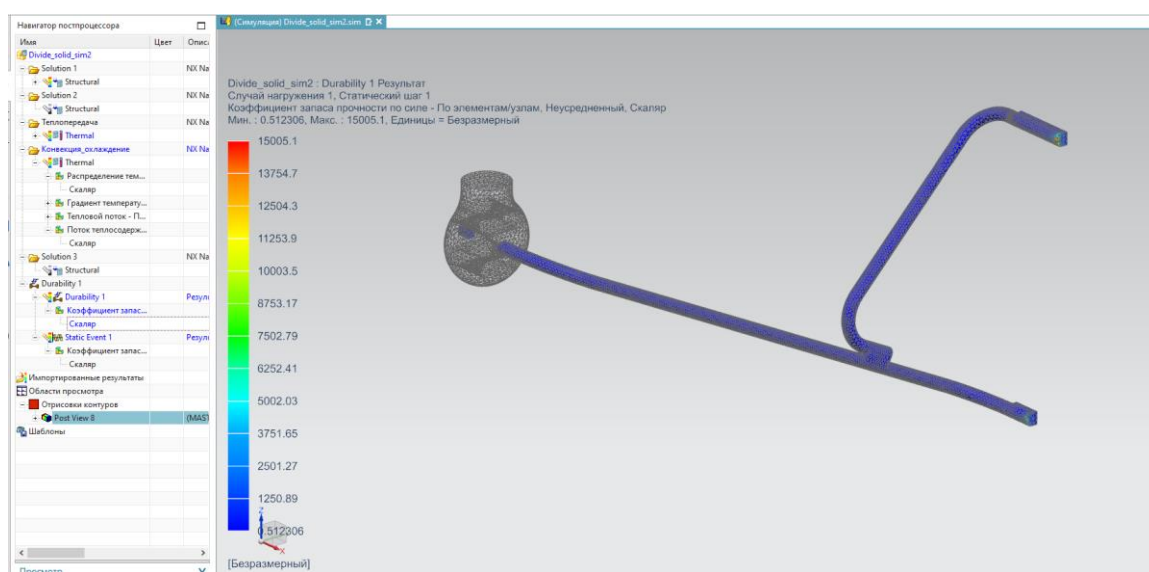 Навигатор постпроцессора
Имя Цвет Описа
Divide_solid_sim2
Solution 1 NX Na
Structural
Solution 2 NX Na
Structural
Теплопередача NX Na
Thermal
Конвекция_охлаждение NX Na
Thermal
Распределение тем...
Скаляр
Градиент температу...
Тепловой поток - П...
Поток теплосодерж...
Скаляр
Solution 3 NX Na
Structural
Durability 1
Durability 1 Резул
Коэффициент запас...
Скаляр
Static Event 1 Резул
Коэффициент запас...
Скаляр
Импортированные результаты
Области просмотра
Отрисовки контуров
Post View 8 (MAST
Шаблоны
(Симуляция) Divide_solid_sim2.sim
Divide_solid_sim2 : Durability 1 Результат
Случай нагружения 1, Статический шаг 1
Коэффициент запаса прочности по силе - По элементам/узлам, Неусредненный, Скаляр
Мин. : 0.512306, Макс. : 15005.1, Единицы = Безразмерный
15005.1
13754.7
12504.3
11253.9
10003.5
8753.17
7502.79
6252.41
5002.03
3751.65
2501.27
1250.89
0.512306
Z
X
[Безразмерный]